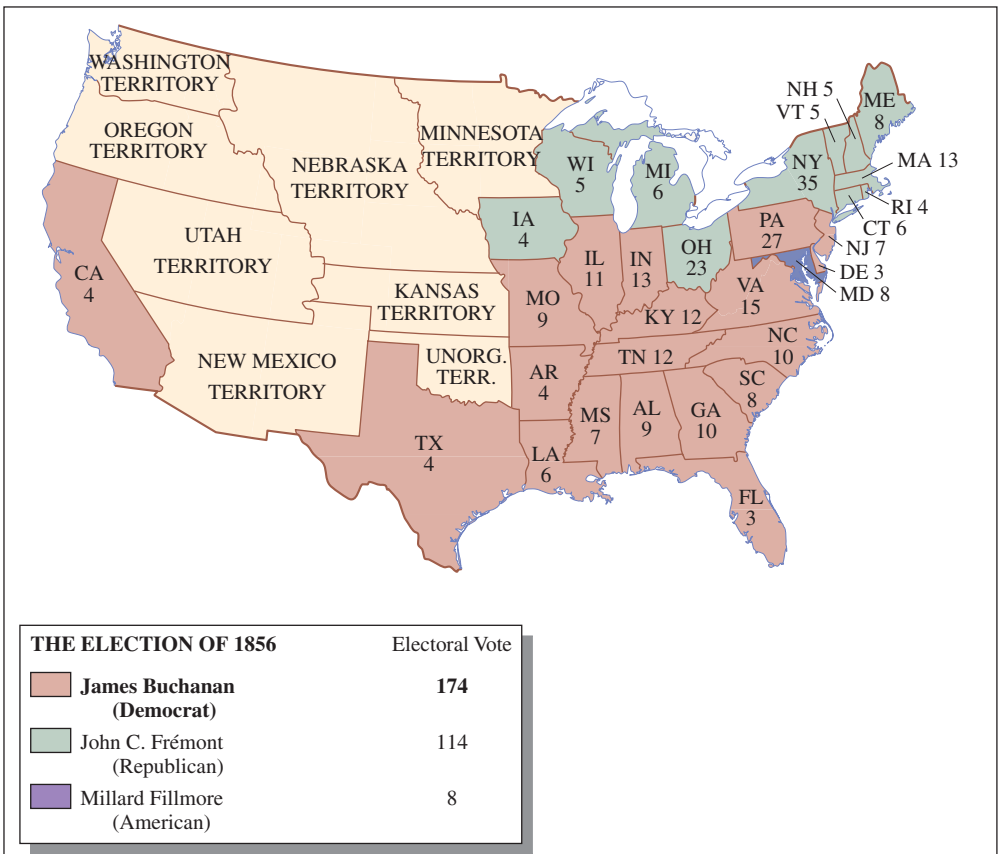 WASHINGTON
TERRITORY
OREGON
TERRITORY
NEBRASKA
TERRITORY
MINNESOTA
TERRITORY
UTAH
TERRITORY
KANSAS
TERRITORY
NEW MEXICO
TERRITORY
UNORG.
TERR.
CA
4
TX
4
IA
4
WI
5
MI
6
IL
11
IN
13
OH
23
MO
9
KY 12
TN 12
AR
4
LA
6
MS
7
AL
9
GA
10
FL
3
SC
8
NC
10
VA
15
PA
27
NY
35
NH 5
VT 5
ME
8
MA 13
RI 4
CT 6
NJ 7
DE 3
MD 8
THE ELECTION OF 1856 Electoral Vote
James Buchanan 174
(Democrat)
John C. Frémont 114
(Republican)
Millard Fillmore 8
(American)